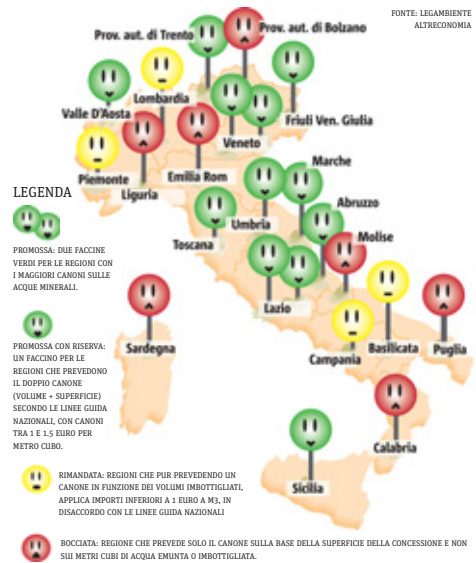 FONTE: LEGAMBIENTE
ALTRECONOMIA
Prov. aut. di Trento
Prov. aut. di Bolzano
Valle D'Aosta
Lombardia
Friuli Ven. Giulia
Veneto
Piemonte
Liguria
Emilia Rom
Marche
Abruzzo
Umbria
Toscana
Molise
Lazio
Sardegna
Campania
Basilicata
Puglia
Calabria
Sicilia
LEGENDA
PROMOSSA: DUE FACCINE
VERDI PER LE REGIONI CON
I MAGGIORI CANONI SULLE
ACQUE MINERALI.
PROMOSSA CON RISERVA:
UN FACCINO PER LE
REGIONI CHE PREVEDONO
IL DOPPIO CANONE
(VOLUME + SUPERFICIE)
SECONDO LE LINEE GUIDA
NAZIONALI, CON CANONI
TRA 1 E 1.5 EURO PER
METRO CUBO.
RIMANDATA: REGIONI CHE PUR PREVEDENDO UN
CANONE IN FUNZIONE DEI VOLUMI IMBOTTIGLIATI,
APPLICA IMPORTI INFERIORI A 1 EURO A M3, IN
DISACCORDO CON LE LINEE GUIDA NAZIONALI
BOCCIATA: REGIONE CHE PREVEDE SOLO IL CANONE SULLA BASE DELLA SUPERFICIE DELLA CONCESSIONE E NON
SUI METRI CUBI DI ACQUA EMUNTA O IMBOTTIGLIATA.